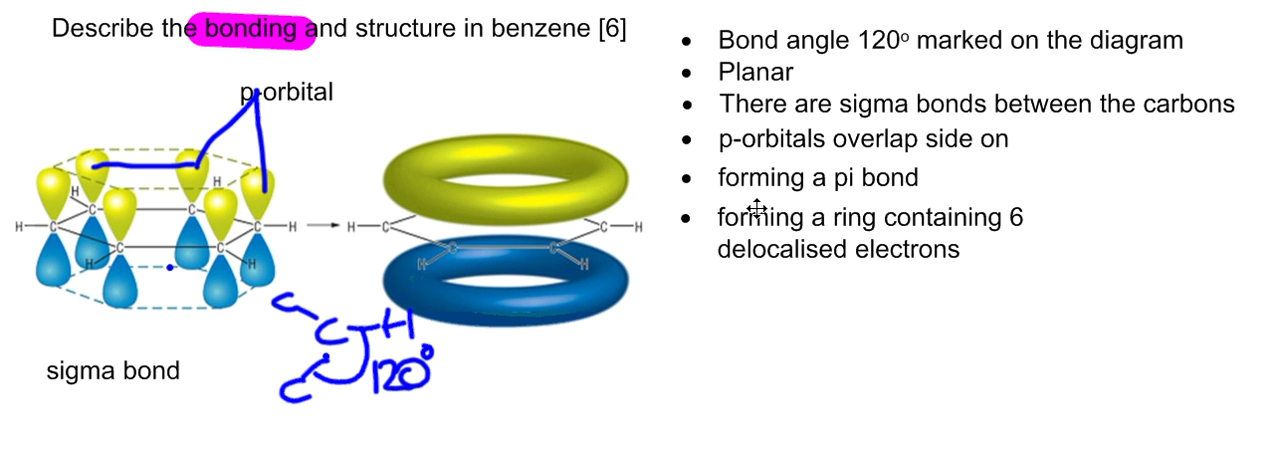 Describe the bonding and structure in benzene [6]
p-orbital
H
H
H C C C C H
C C
H H
H C C H
C C
H H
C
C H
C 120°
sigma bond
• Bond angle 120º marked on the diagram
• Planar
• There are sigma bonds between the carbons
• p-orbitals overlap side on
• forming a pi bond
• forming a ring containing 6
delocalised electrons